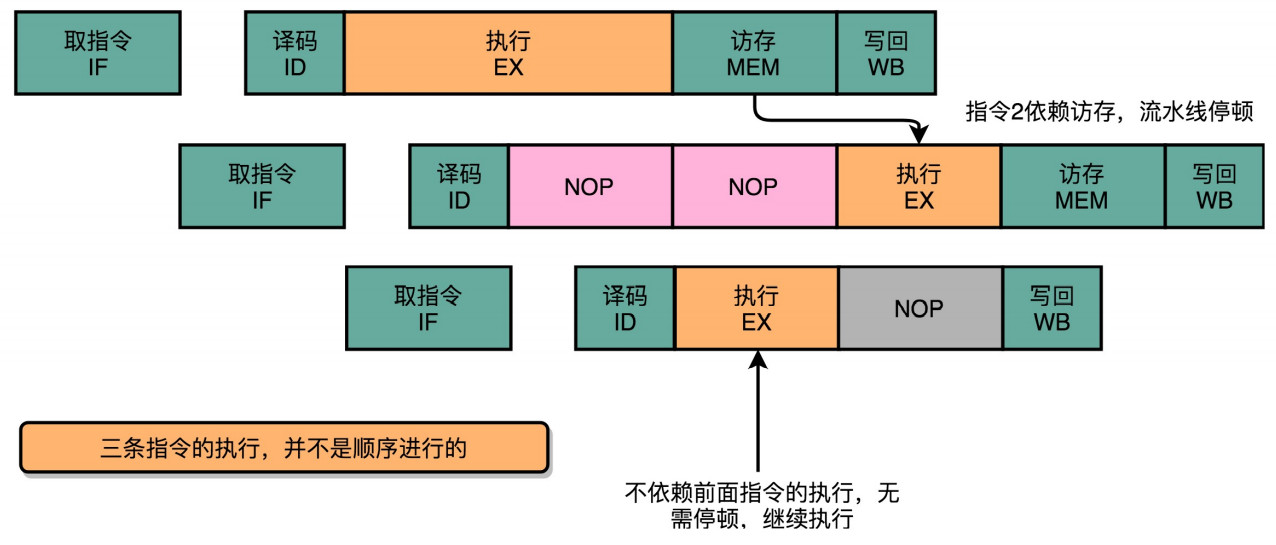 取指令
IF
译码
ID
执行
EX
访存
MEM
写回
WB
指令2依赖访存，流水线停顿
取指令
IF
译码
ID
NOP
NOP
执行
EX
访存
MEM
写回
WB
取指令
IF
译码
ID
执行
EX
NOP
写回
WB
三条指令的执行，并不是顺序进行的
不依赖前面指令的执行，无
需停顿，继续执行